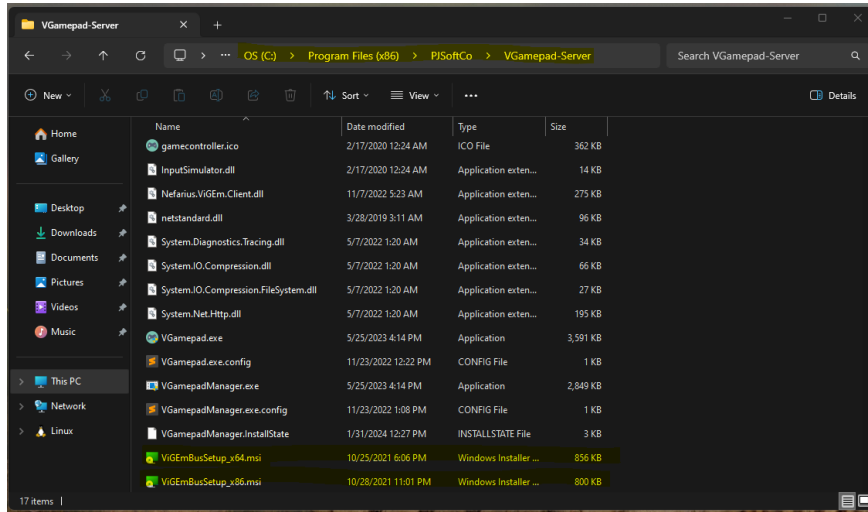 VGamepad-Server
OS (C:) > Program Files (x86) > PJSoftCo > VGamepad-Server
Search VGamepad-Server
New
Sort
View
Details
Home
Gallery
Desktop
Downloads
Documents
Pictures
Videos
Music
This PC
Network
Linux
Name Date modified Type Size
gamecontroller.ico 2/17/2020 12:24 AM ICO File 362 KB
InputSimulator.dll 2/17/2020 12:24 AM Application exten... 14 KB
Nefarius.ViGEm.Client.dll 11/7/2022 5:23 AM Application exten... 275 KB
netstandard.dll 3/28/2019 3:11 AM Application exten... 96 KB
System.Diagnostics.Tracing.dll 5/7/2022 1:20 AM Application exten... 34 KB
System.IO.Compression.dll 5/7/2022 1:20 AM Application exten... 66 KB
System.IO.Compression.FileSystem.dll 5/7/2022 1:20 AM Application exten... 27 KB
System.Net.Http.dll 5/7/2022 1:20 AM Application exten... 195 KB
VGamepad.exe 5/25/2023 4:14 PM Application 3,591 KB
VGamepad.exe.config 11/23/2022 12:22 PM CONFIG File 1 KB
VGamepadManager.exe 5/25/2023 4:14 PM Application 2,849 KB
VGamepadManager.exe.config 11/23/2022 1:08 PM CONFIG File 1 KB
VGamepadManager.InstallState 1/31/2024 12:27 PM INSTALLSTATE File 3 KB
ViGEmBusSetup_x64.msi 10/25/2021 6:06 PM Windows Installer ... 856 KB
ViGEmBusSetup_x86.msi 10/28/2021 11:01 PM Windows Installer ... 800 KB
17 items